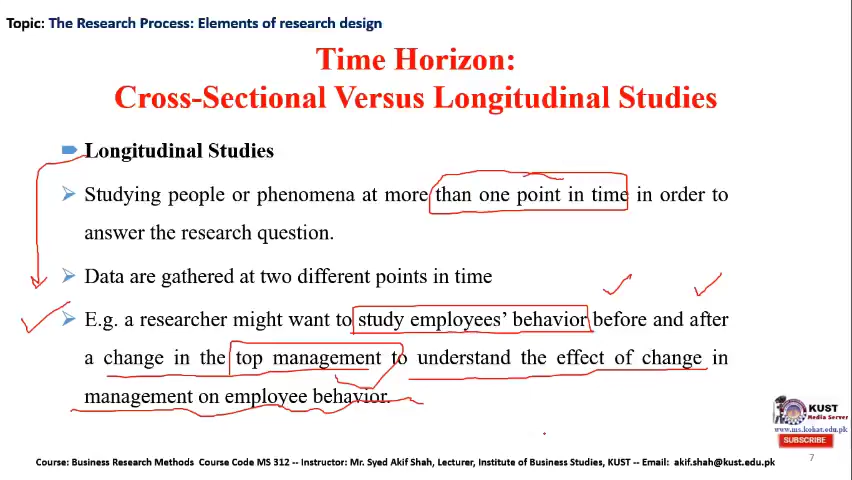 Topic: The Research Process: Elements of research design
Time Horizon:
Cross-Sectional Versus Longitudinal Studies
Longitudinal Studies
Studying people or phenomena at more than one point in time in order to
answer the research question.
Data are gathered at two different points in time
E.g. a researcher might want to study employees’ behavior before and after
a change in the top management to understand the effect of change in
management on employee behavior.
KUST
Media Server
www.ms.kohat.edu.pk
SUBSCRIBE
Course: Business Research Methods Course Code MS 312 -- Instructor: Mr. Syed Akif Shah, Lecturer, Institute of Business Studies, KUST -- Email: akif.shah@kust.edu.pk
7